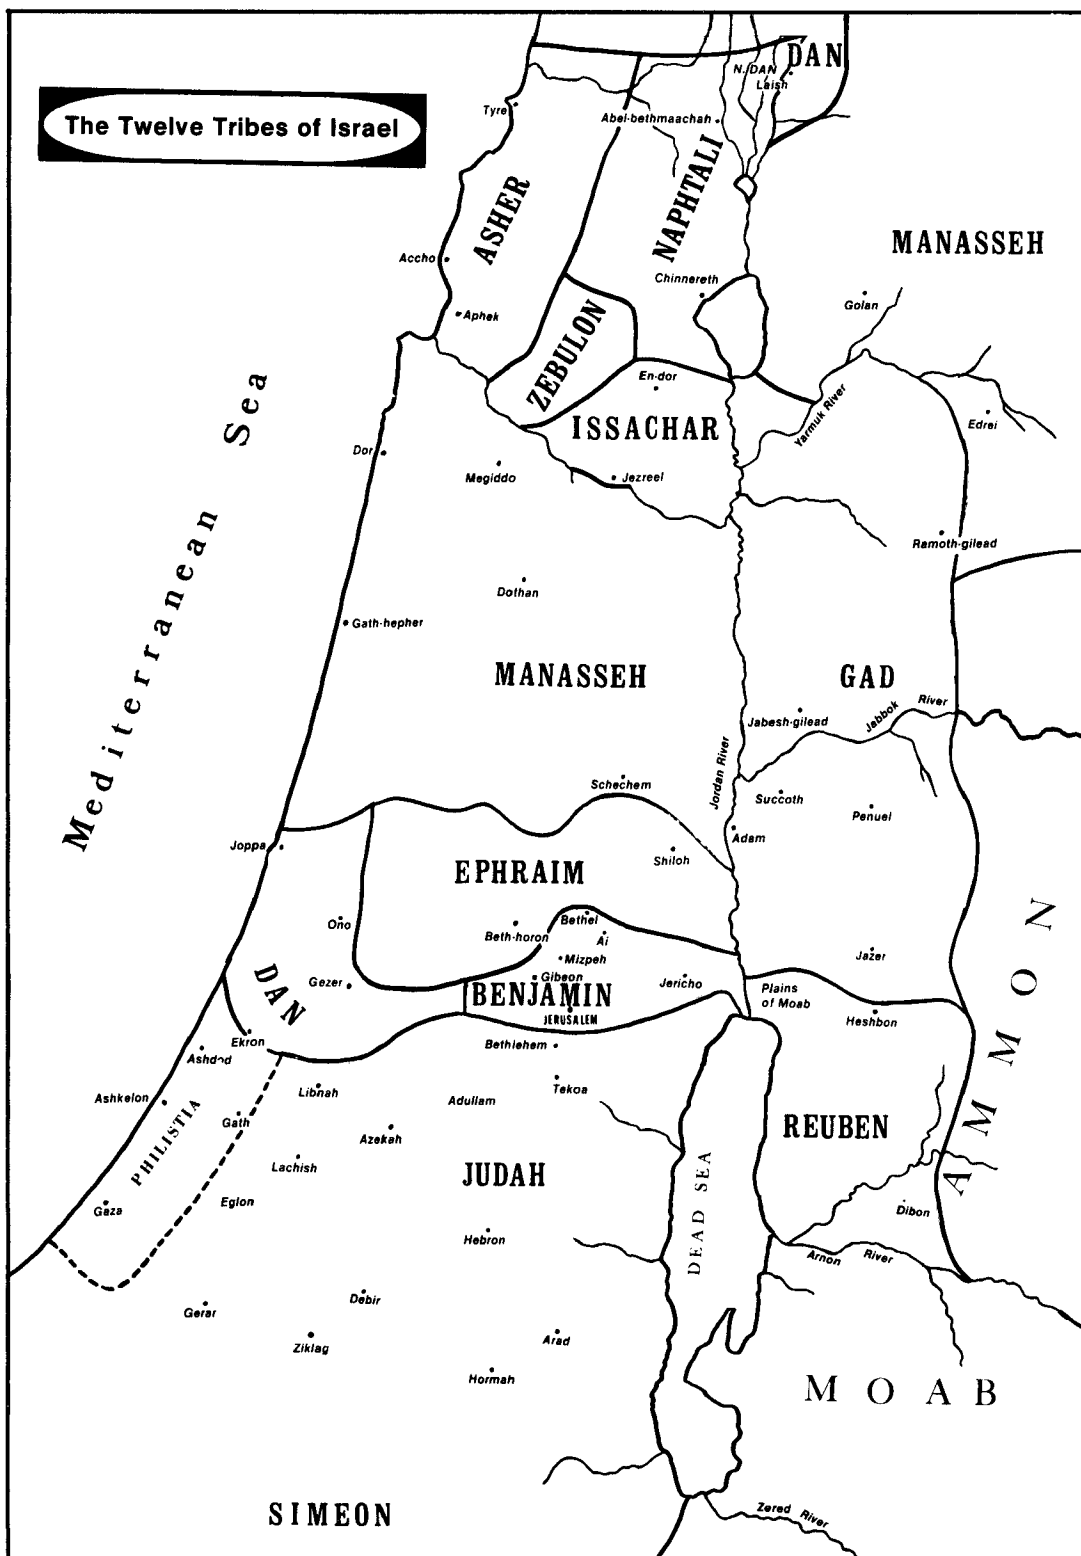 The Twelve Tribes of Israel
DAN
N. DAN
Laish
Tyre
Abel-bethmaachah
ASHER
NAPHTALI
MANASSEH
Accho
Chinnereth
Golan
Aphek
ZEBULON
En-dor
Yarmuk River
Edrei
ISSACHAR
Mediterranean Sea
Dor
Megiddo
Jezreel
Ramoth-gilead
Dothan
Gath-hepher
MANASSEH
GAD
Jabesh-gilead
Jabbok River
Jordan River
Schechem
Succoth
Penuel
Adam
Joppa
Shiloh
EPHRAIM
Ono
Bethel
Beth-horon
Ai
Mizpeh
Jazer
AMMON
DAN
Gezer
Gibeon
Jericho
Plains
of Moab
BENJAMIN
JERUSALEM
Heshbon
Ekron
Ashdod
Bethlehem
Ashkelon
PHILISTIA
Libnah
Adullam
Tekoa
Gath
Azekah
REUBEN
Lachish
JUDAH
DEAD SEA
Gaza
Eglon
Dibon
Hebron
Arnon River
Gerar
Debir
Ziklag
Arad
Hormah
MOAB
SIMEON
Zered River